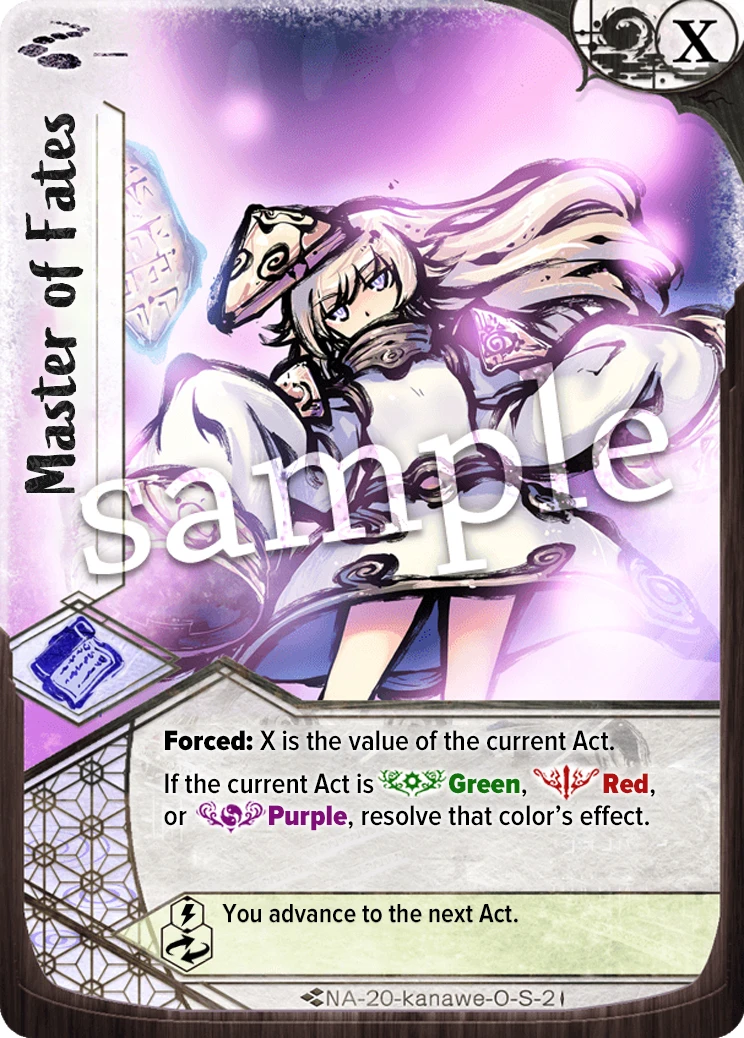 X
Master of Fates
sample
Forced: X is the value of the current Act.
If the current Act is Green, Red,
or Purple, resolve that color's effect.
You advance to the next Act.
NA-20-kanawe-O-S-2